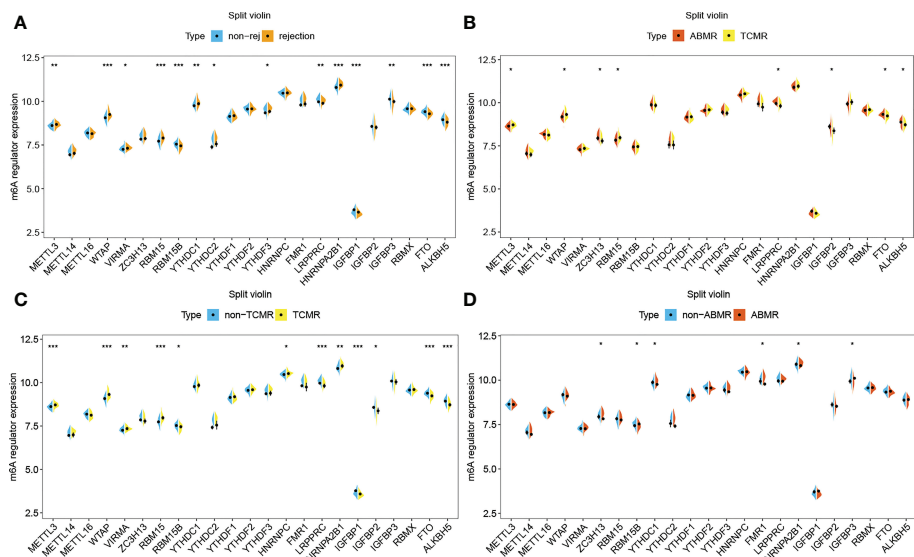 A
Split violin
Type non−rej rejection
m6A regulator expression
12.5
10.0
7.5
5.0
2.5
** *** * *** *** ** * * ** *** *** ** *** ***
METTL3 METTL14 METTL16 WTAP VIRMA ZC3H13 RBM15 RBM15B YTHDC1 YTHDC2 YTHDF1 YTHDF2 YTHDF3 HNRNPC FMR1 LRPPRC HNRNPA2B1 IGFBP1 IGFBP2 IGFBP3 RBMX FTO ALKBH5
B
Split violin
Type ABMR TCMR
m6A regulator expression
12.5
10.0
7.5
5.0
2.5
* * * * * * * *
METTL3 METTL14 METTL16 WTAP VIRMA ZC3H13 RBM15 RBM15B YTHDC1 YTHDC2 YTHDF1 YTHDF2 YTHDF3 HNRNPC FMR1 LRPPRC HNRNPA2B1 IGFBP1 IGFBP2 IGFBP3 RBMX FTO ALKBH5
C
Split violin
Type non−TCMR TCMR
m6A regulator expression
12.5
10.0
7.5
5.0
2.5
*** *** ** *** * * *** ** *** * *** ***
METTL3 METTL14 METTL16 WTAP VIRMA ZC3H13 RBM15 RBM15B YTHDC1 YTHDC2 YTHDF1 YTHDF2 YTHDF3 HNRNPC FMR1 LRPPRC IRNRNPA2B1 IGFBP1 IGFBP2 IGFBP3 RBMX FTO ALKBH5
D
Split violin
Type non−ABMR ABMR
m6A regulator expression
12.5
10.0
7.5
5.0
2.5
* * * * * *
METTL3 METTL14 METTL16 WTAP VIRMA ZC3H13 RBM15 RBM15B YTHDC1 YTHDC2 YTHDF1 YTHDF2 YTHDF3 HNRNPC FMR1 LRPPRC VIRNRNPA2B1 IGFBP1 IGFBP2 IGFBP3 RBMX FTO ALKBH5